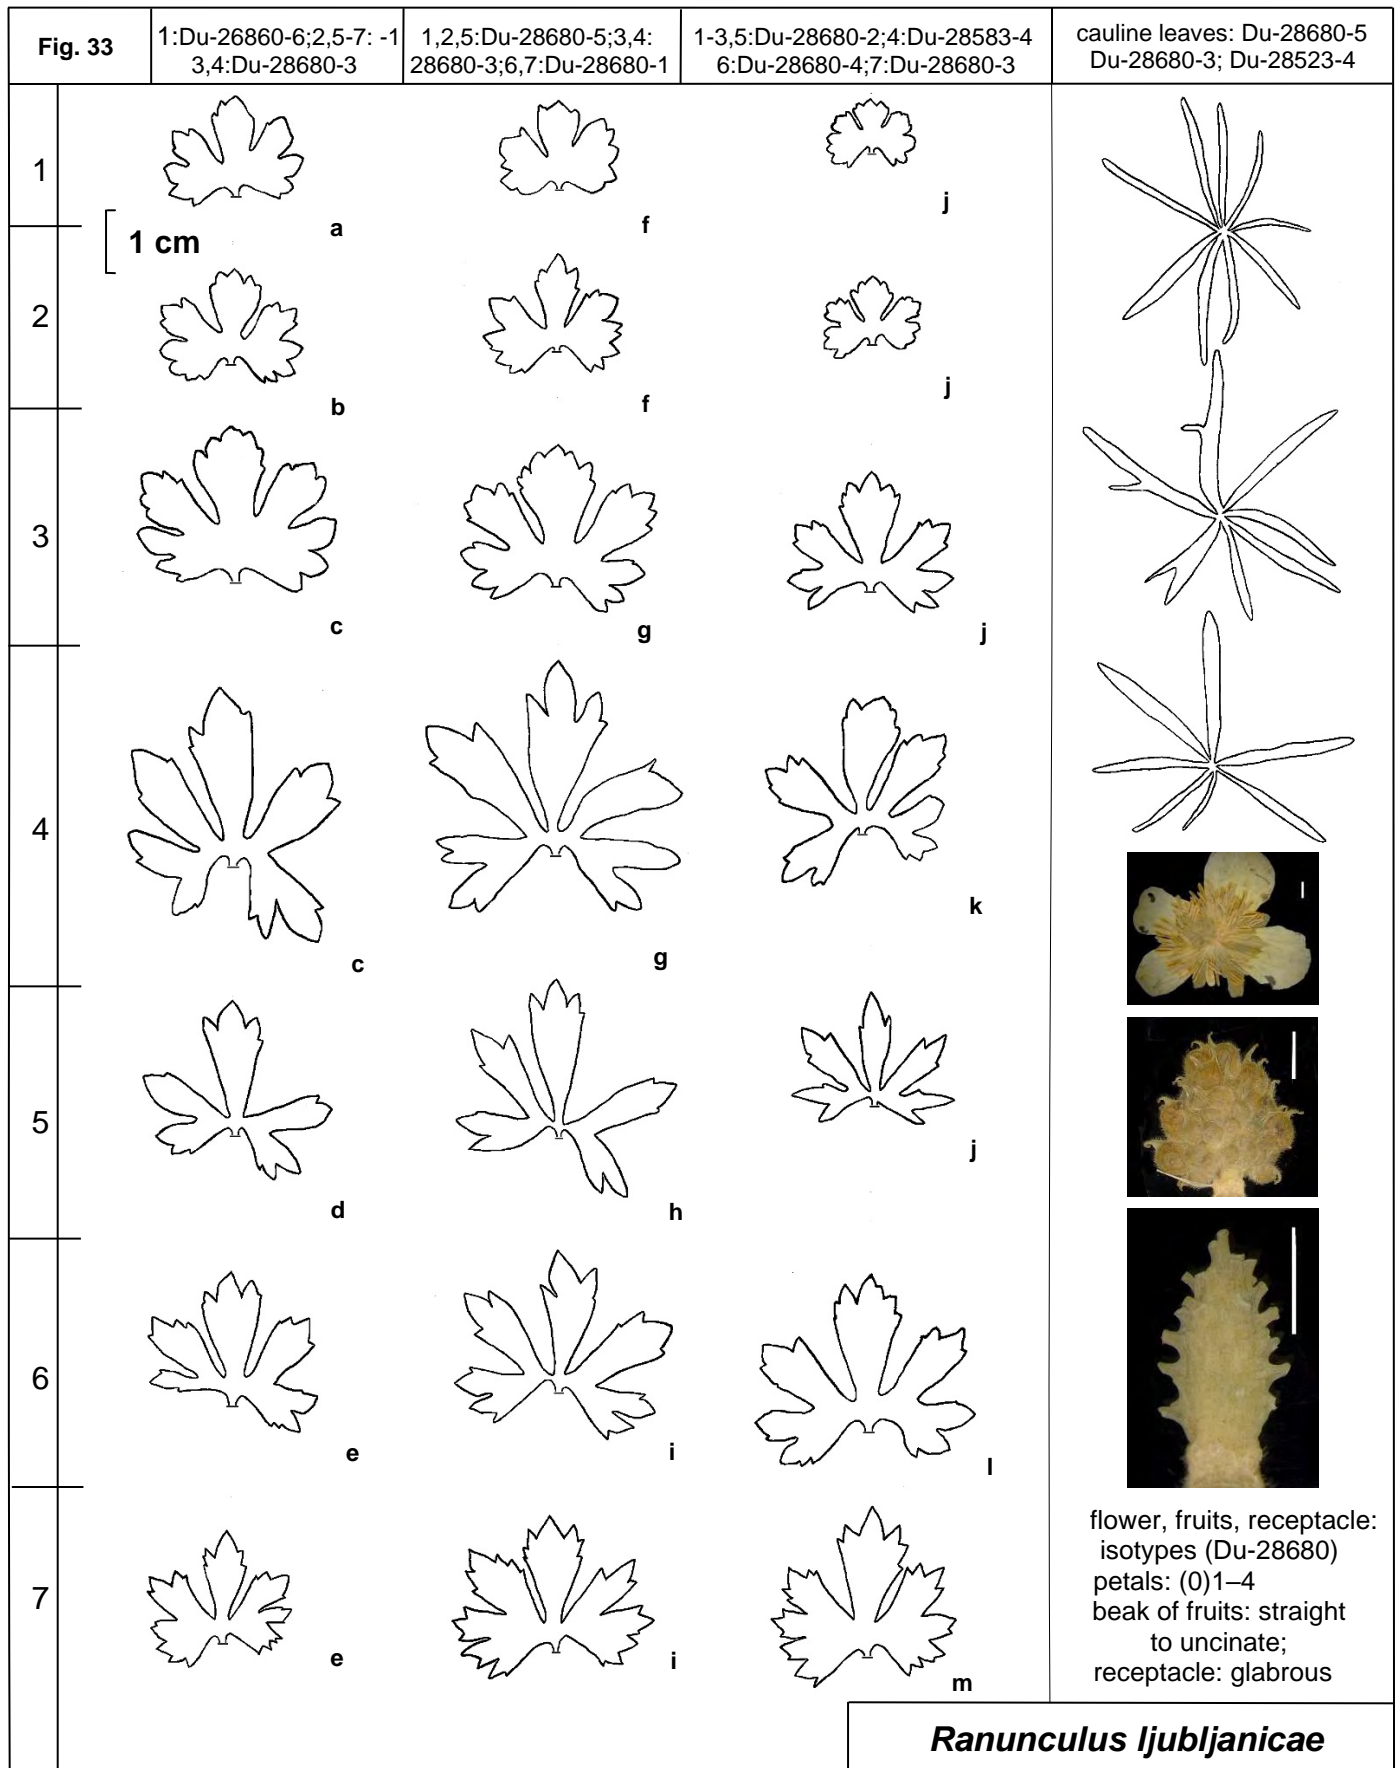 Fig. 33
1:Du-26860-6;2,5-7: -1
3,4:Du-28680-3
1,2,5:Du-28680-5;3,4:
28680-3;6,7:Du-28680-1
1-3,5:Du-28680-2;4:Du-28583-4
6:Du-28680-4;7:Du-28680-3
cauline leaves: Du-28680-5
Du-28680-3; Du-28523-4
1
a
f
j
1 cm
2
b
f
j
3
c
g
j
4
c
g
k
5
d
h
j
6
e
i
l
7
e
i
m
flower, fruits, receptacle:
isotypes (Du-28680)
petals: (0)1–4
beak of fruits: straight
to uncinate;
receptacle: glabrous
Ranunculus ljubljanicae